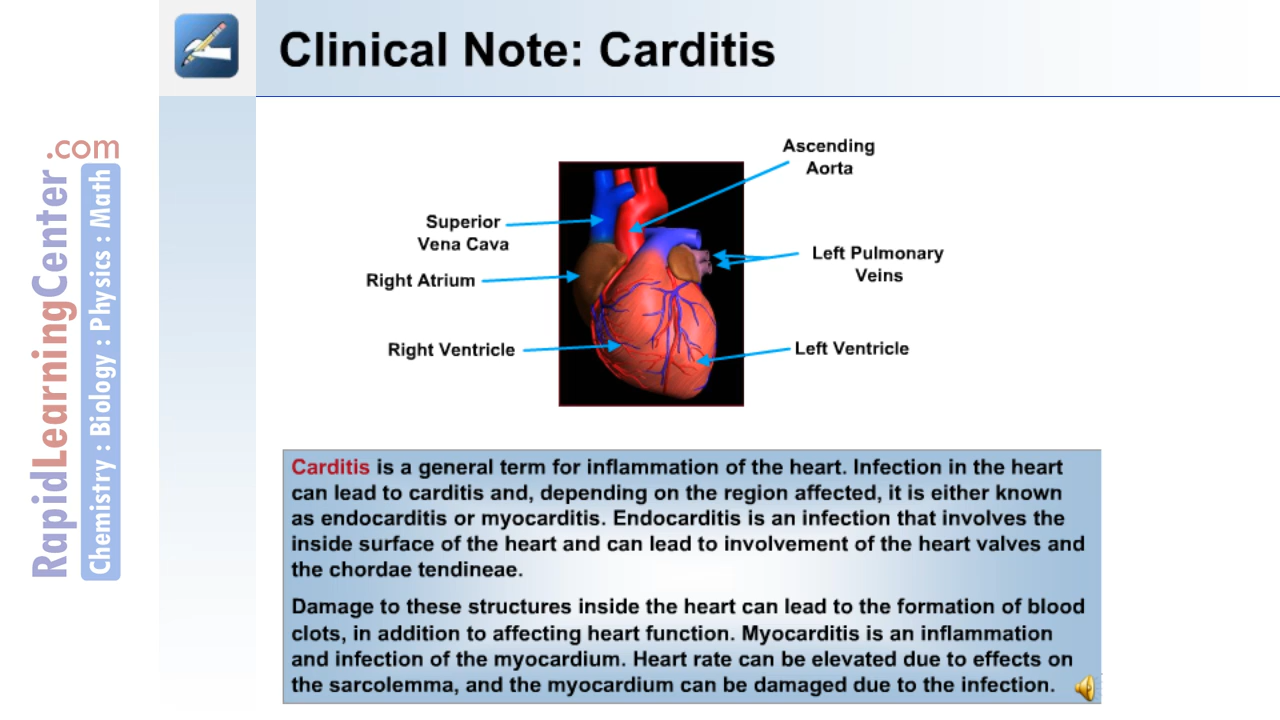 Clinical Note: Carditis
RapidLearningCenter.com
Chemistry : Biology : Physics : Math
Ascending
Aorta
Superior
Vena Cava
Left Pulmonary
Veins
Right Atrium
Right Ventricle
Left Ventricle
Carditis is a general term for inflammation of the heart. Infection in the heart
can lead to carditis and, depending on the region affected, it is either known
as endocarditis or myocarditis. Endocarditis is an infection that involves the
inside surface of the heart and can lead to involvement of the heart valves and
the chordae tendineae.
Damage to these structures inside the heart can lead to the formation of blood
clots, in addition to affecting heart function. Myocarditis is an inflammation
and infection of the myocardium. Heart rate can be elevated due to effects on
the sarcolemma, and the myocardium can be damaged due to the infection.